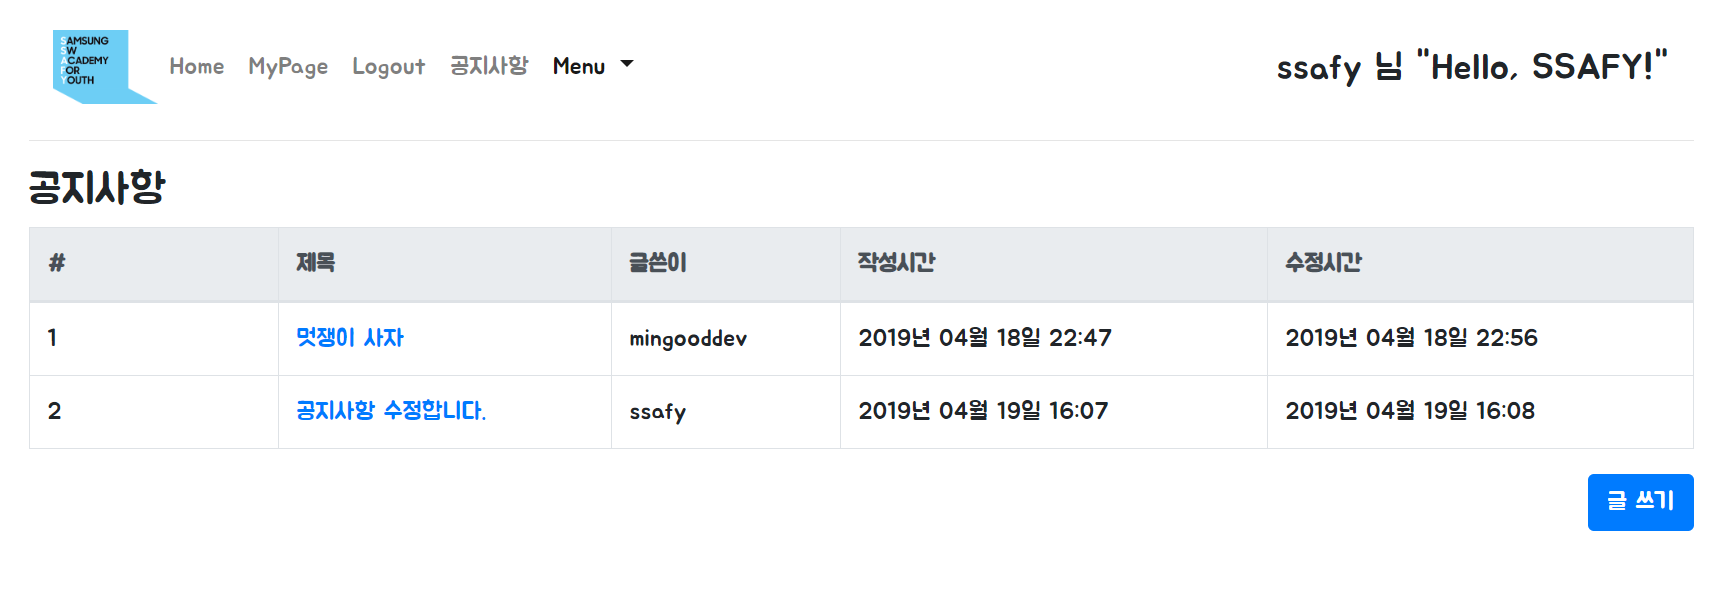 SAMSUNG
SW
ACADEMY
FOR
YOUTH
Home MyPage Logout 공지사항 Menu
ssafy 님 "Hello, SSAFY!"
공지사항
# 제목 글쓴이 작성시간 수정시간
1 멋쟁이 사자 mingooddev 2019년 04월 18일 22:47 2019년 04월 18일 22:56
2 공지사항 수정합니다. ssafy 2019년 04월 19일 16:07 2019년 04월 19일 16:08
글 쓰기